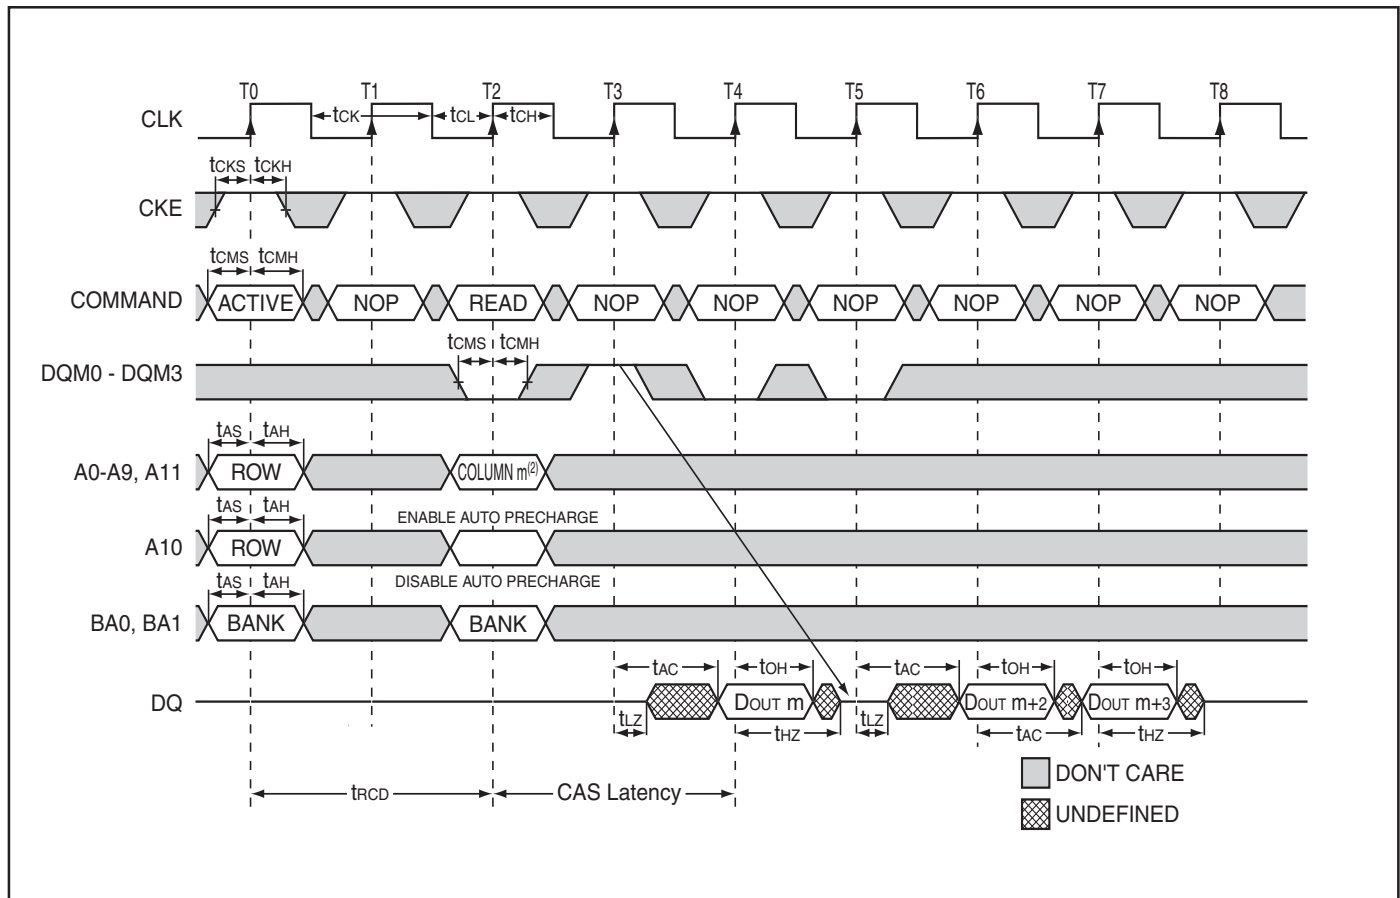 T0 T1 T2 T3 T4 T5 T6 T7 T8
CLK
tCK tCL tCH
tCKS tCKH
CKE
tCMS tCMH
COMMAND ACTIVE NOP READ NOP NOP NOP NOP NOP NOP
tCMS tCMH
DQM0 - DQM3
tAS tAH
A0-A9, A11 ROW COLUMN m(2)
tAS tAH ENABLE AUTO PRECHARGE
A10 ROW
tAS tAH DISABLE AUTO PRECHARGE
BA0, BA1 BANK BANK
tAC tOH tAC tOH tOH
DQ DOUT m DOUT m+2 DOUT m+3
tLZ tHZ tLZ tAC tHZ
DON'T CARE
tRCD CAS Latency
UNDEFINED